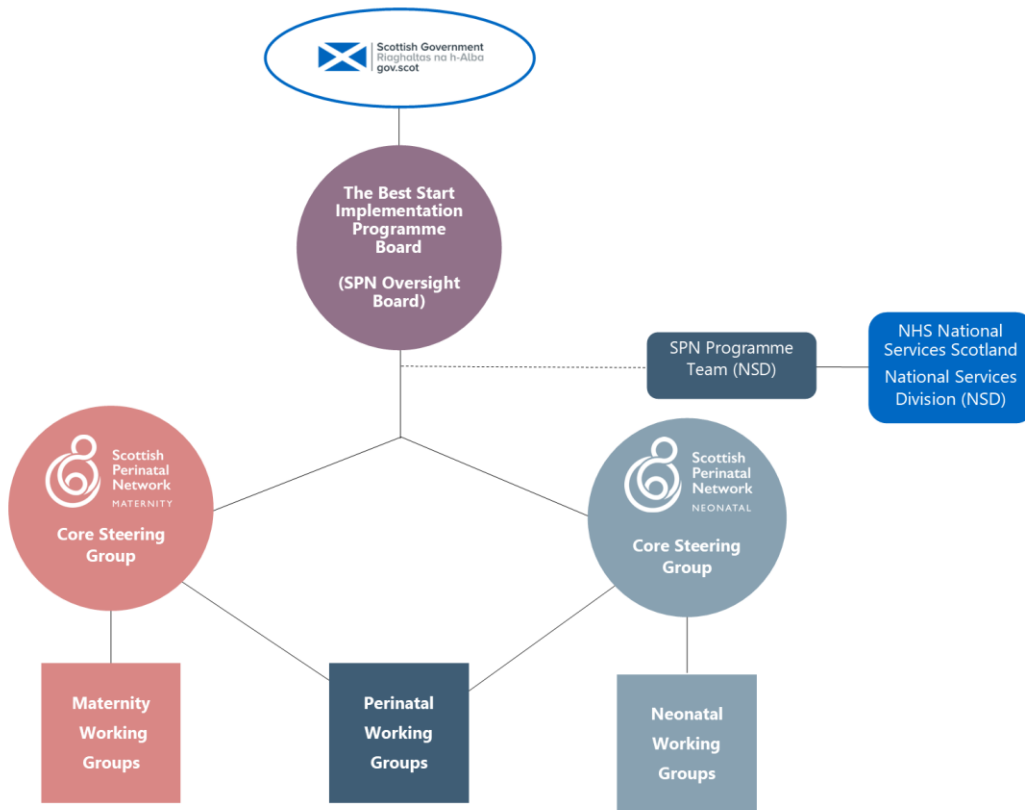 Scottish Government
Riaghaltas na h-Alba
gov.scot
The Best Start
Implementation
Programme
Board
(SPN Oversight
Board)
SPN Programme
Team (NSD)
NHS National
Services Scotland
National Services
Division (NSD)
Scottish
Perinatal
Network
MATERNITY
Core Steering
Group
Scottish
Perinatal
Network
NEONATAL
Core Steering
Group
Maternity
Working
Groups
Perinatal
Working
Groups
Neonatal
Working
Groups